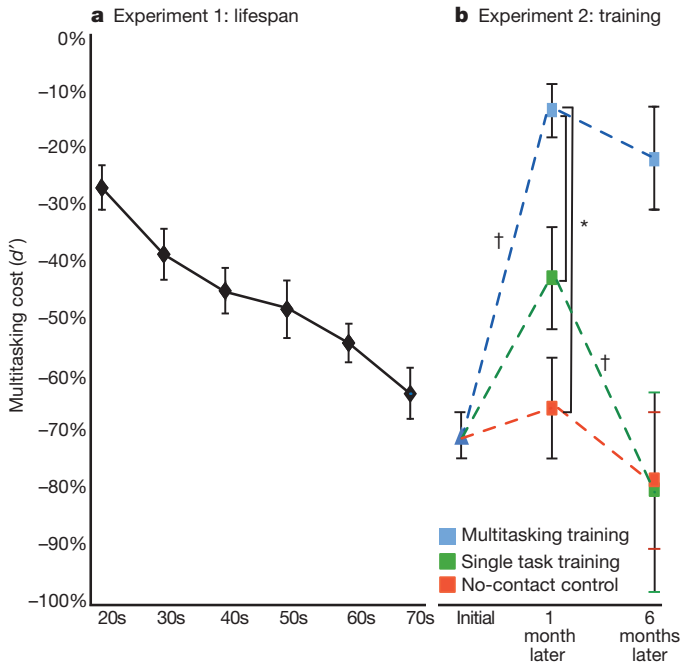 a Experiment 1: lifespan
b Experiment 2: training
Multitasking cost (d′)
0%
–10%
–20%
–30%
–40%
–50%
–60%
–70%
–80%
–90%
–100%
20s
30s
40s
50s
60s
70s
†
*
†
Multitasking training
Single task training
No-contact control
Initial
1
month
later
6
months
later